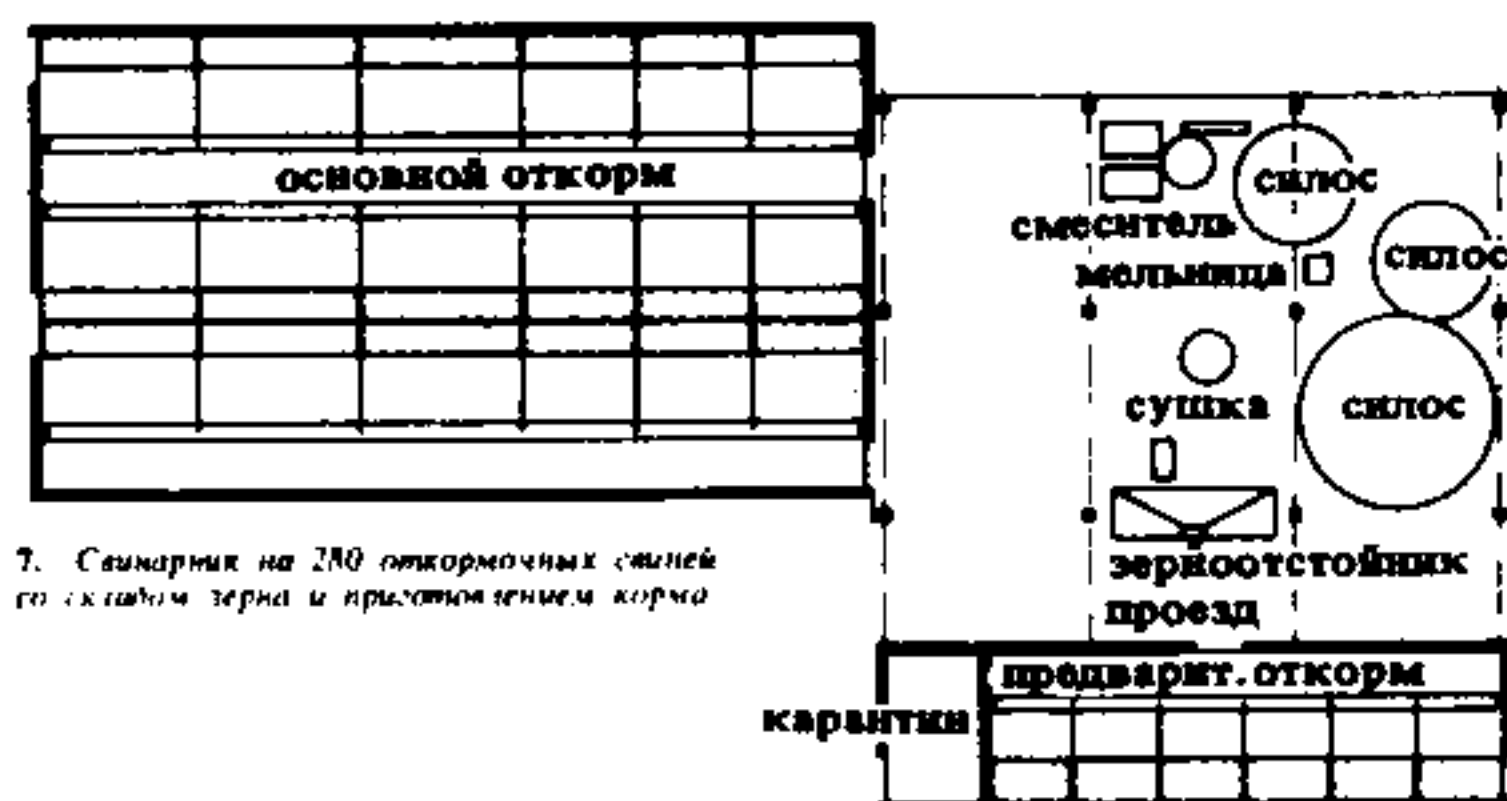 основной откорм
силос
смеситель
силос
мельница
сушка
силос
зерноотстойник
проезд
предварит. откорм
карантин
7. Свинарник на 280 откормочных свиней
со складом зерна и приготовлением корма